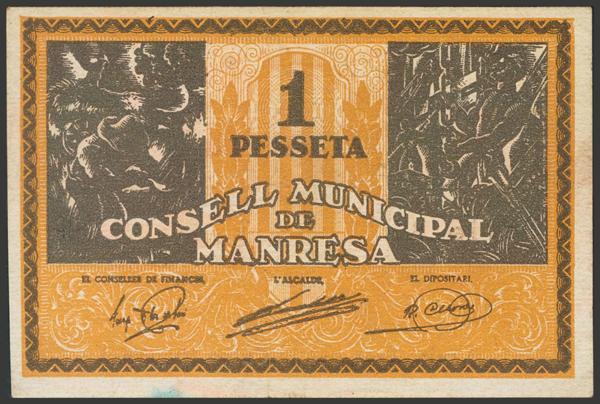 1
PESSETA
CONSELL MUNICIPAL
DE
MANRESA
EL CONSELLER DE FINANCES, L'ALCALDE, EL DIPOSITARI,